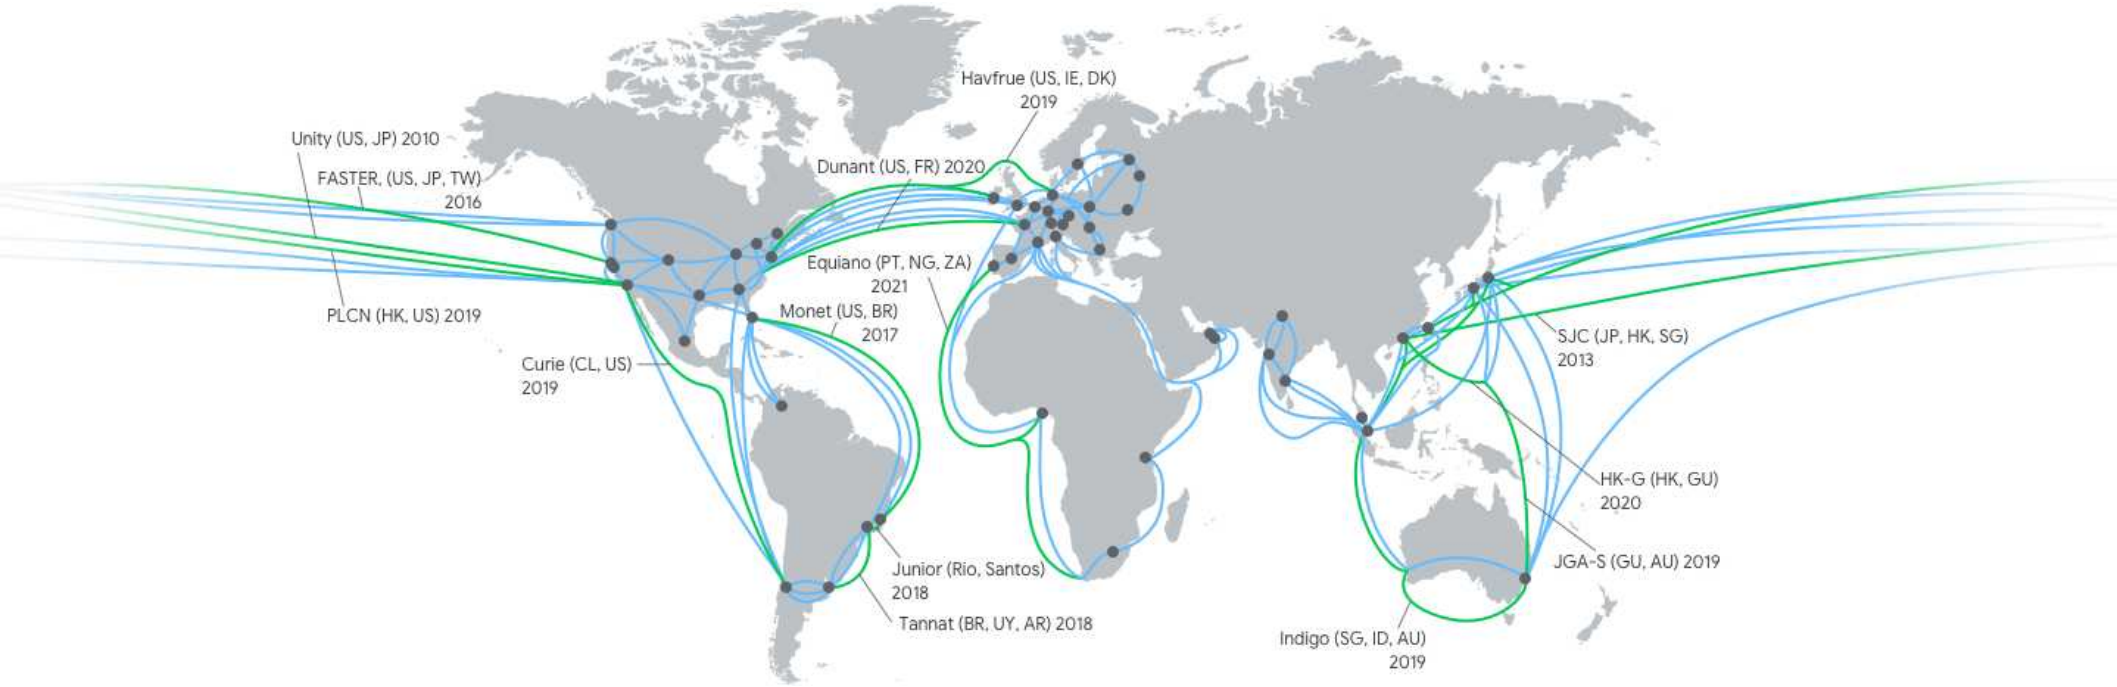 Havfrue (US, IE, DK)
2019
Unity (US, JP) 2010
FASTER, (US, JP, TW)
2016
Dunant (US, FR) 2020
Equiano (PT, NG, ZA)
2021
PLCN (HK, US) 2019
Monet (US, BR)
2017
Curie (CL, US)
2019
SJC (JP, HK, SG)
2013
HK-G (HK, GU)
2020
JGA-S (GU, AU) 2019
Junior (Rio, Santos)
2018
Tannat (BR, UY, AR) 2018
Indigo (SG, ID, AU)
2019